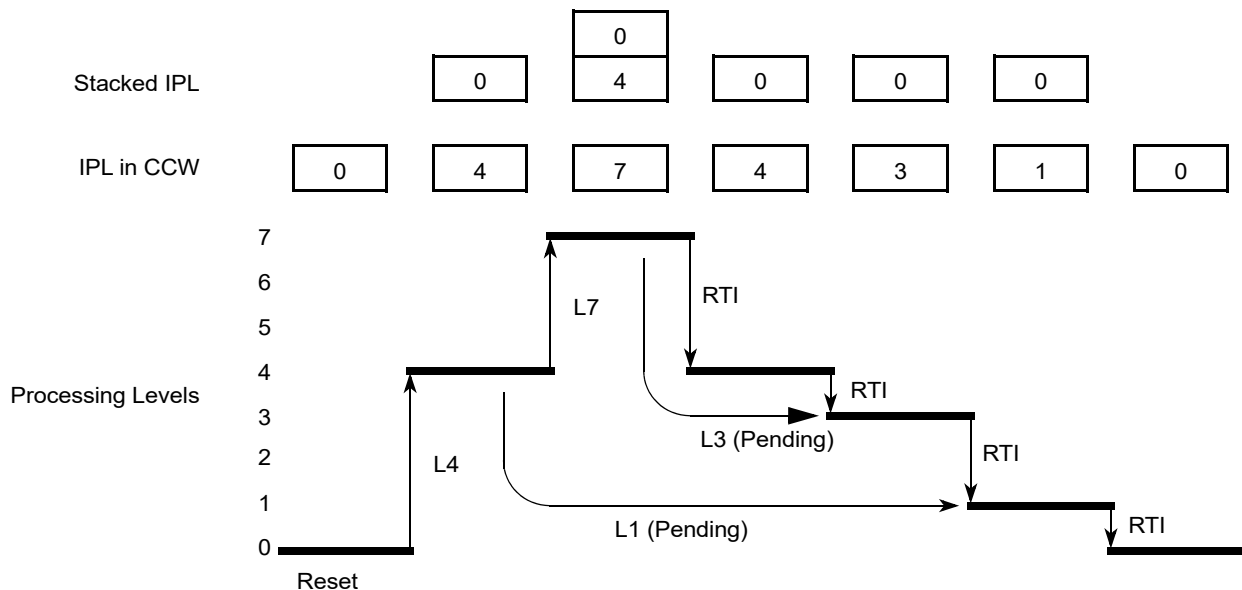 0
Stacked IPL 0 4 0 0 0
IPL in CCW 0 4 7 4 3 1 0
7
6
L7 RTI
5
Processing Levels
4
RTI
3
L3 (Pending)
2
L4 RTI
1
L1 (Pending) RTI
0
Reset